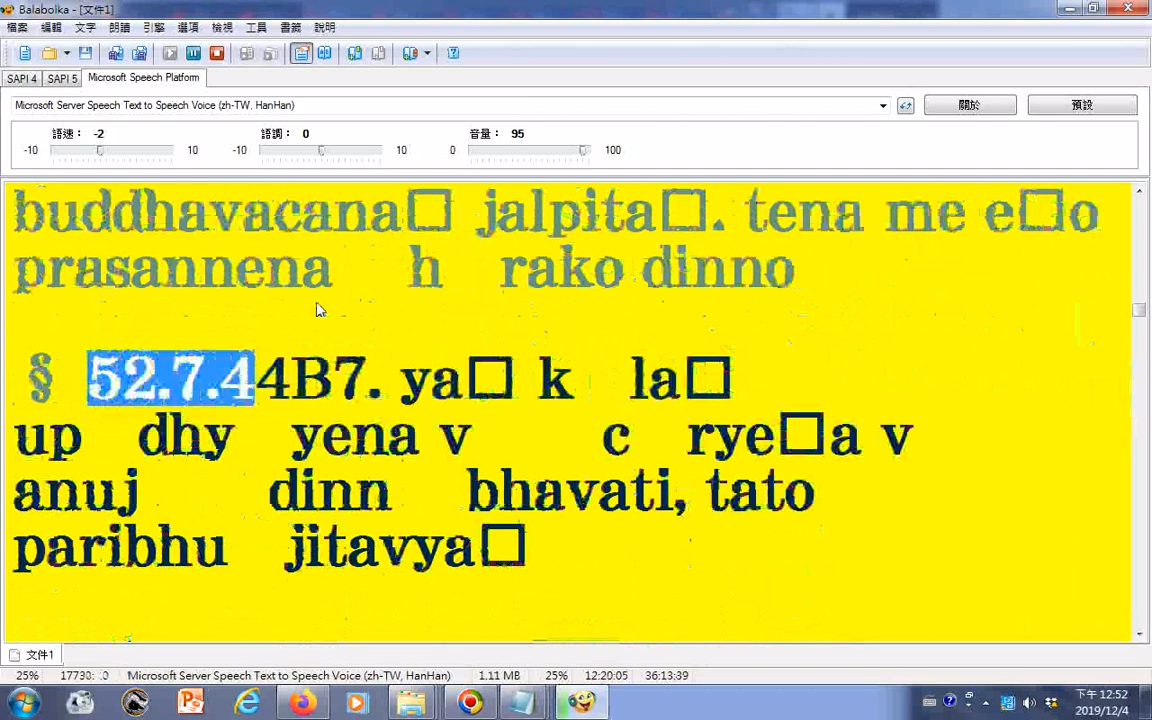 Balabolka - [文件1]
檔案 編輯 文字 朗讀 引擎 選項 檢視 工具 書籤 說明
SAPI 4 SAPI 5 Microsoft Speech Platform
Microsoft Server Speech Text to Speech Voice (zh-TW, HanHan) 關於 預設
語速： -2 語調： 0 音量： 95
-10 10 -10 10 0 100
buddhavacana□ jalpita□. tena me e□o
prasannena h rako dinno
§ 52.7.44B7. ya□ k la□
up dhy yena v c rye□a v
anuj dinn bhavati, tato
paribhu jitavya□
文件1
25% Microsoft Server Speech Text to Speech Voice (zh-TW, HanHan) 1.11 MB 25% 12:20:05 36:13:39
下午 12:52
2019/12/4